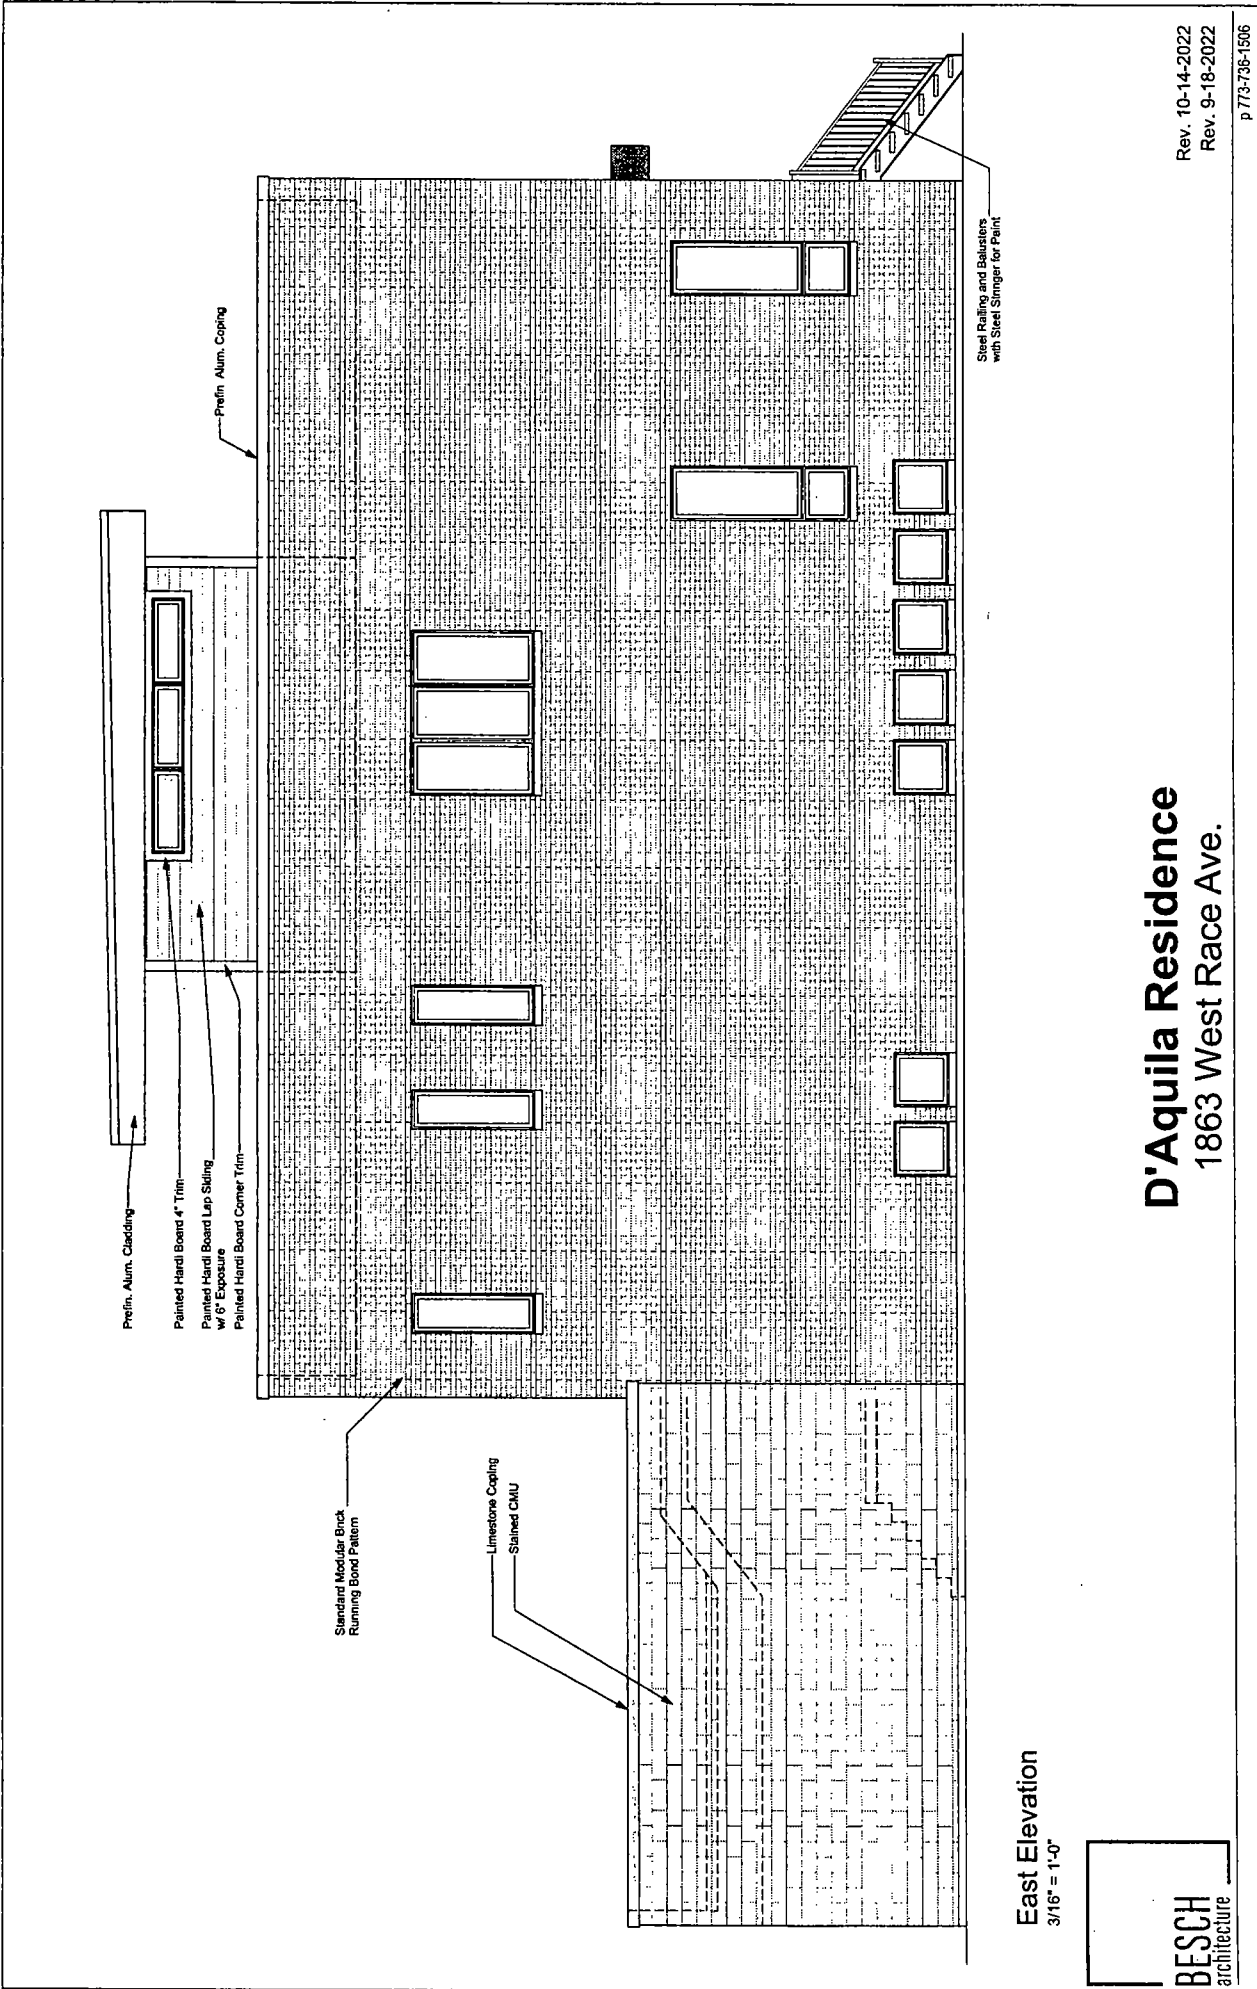 Prefin. Alum. Cladding
Painted Hardi Board 4" Trim
Painted Hardi Board Lap Siding
w/ 6" Exposure
Painted Hardi Board Corner Trim
Prefin Alum. Coping
Standard Modular Brick
Running Bond Pattern
Limestone Coping
Stained CMU
Steel Railing and Balusters
with Steel Stringer for Paint
East Elevation
3/16" = 1'-0"
D'Aquila Residence
1863 West Race Ave.
Rev. 10-14-2022
Rev. 9-18-2022
BESCH
architecture
p 773-736-1506